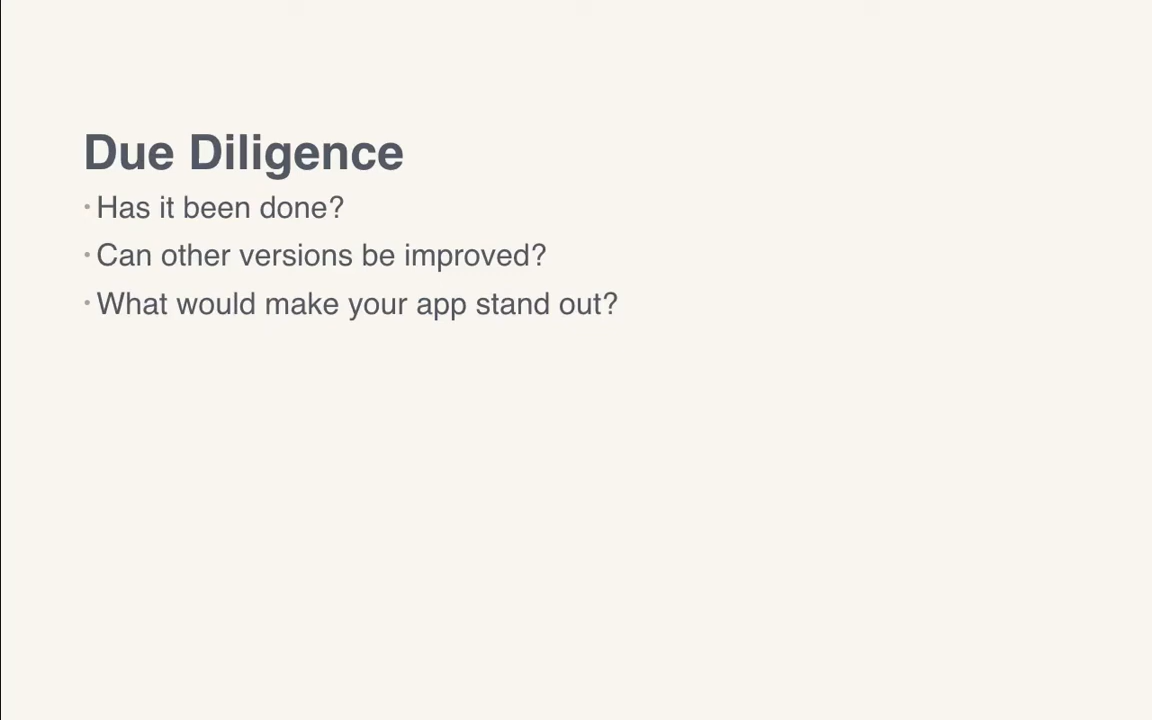 Due Diligence
• Has it been done?
• Can other versions be improved?
• What would make your app stand out?